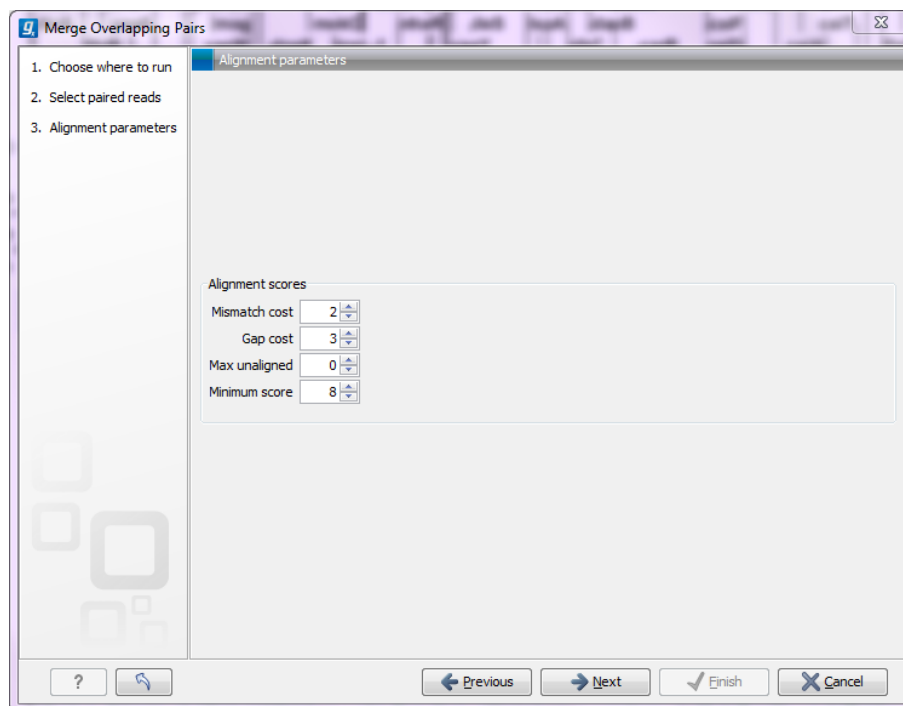 Merge Overlapping Pairs
1. Choose where to run
2. Select paired reads
3. Alignment parameters
Alignment parameters
Alignment scores
Mismatch cost 2
Gap cost 3
Max unaligned 0
Minimum score 8
? Previous Next Finish Cancel